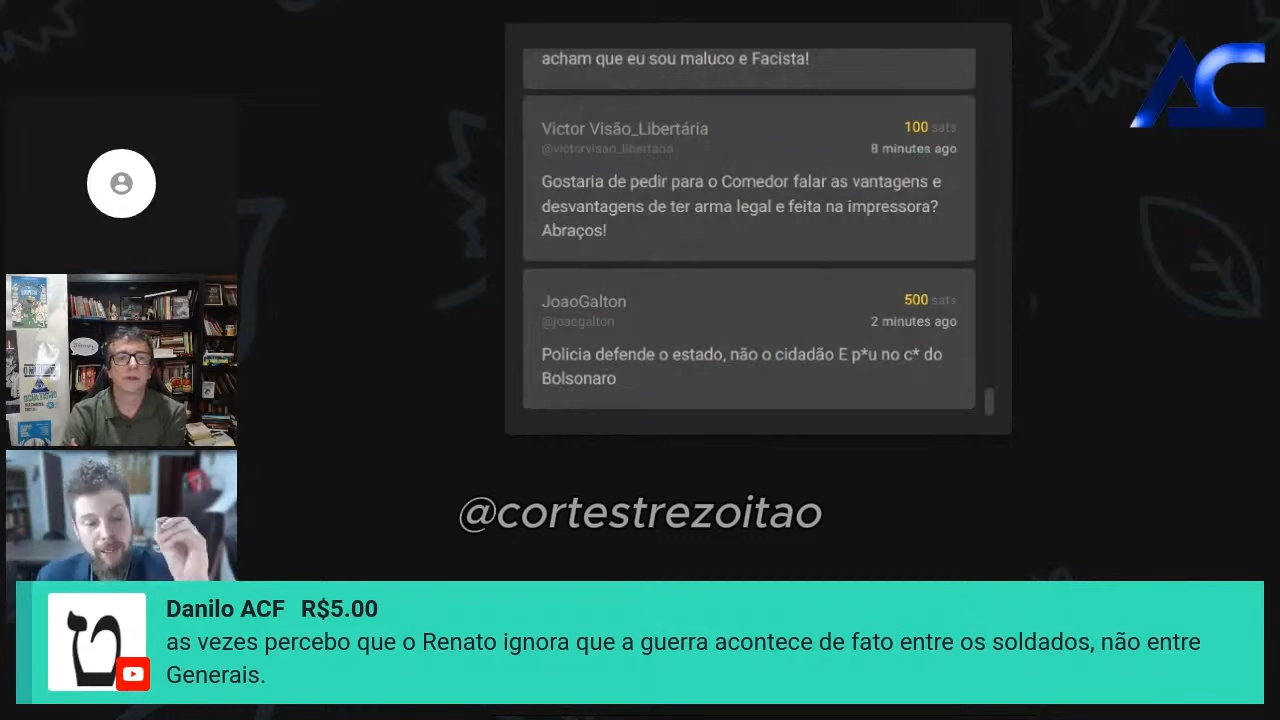 acham que eu sou maluco e Facista!
Victor Visão_Libertária
100 sats
@victorvisao_libertaria
8 minutes ago
Gostaria de pedir para o Comedor falar as vantagens e
desvantagens de ter arma legal e feita na impressora?
Abraços!
JoaoGalton
500 sats
@joaogalton
2 minutes ago
Policia defende o estado, não o cidadão E p*u no c* do
Bolsonaro
AC
@cortestrezoitao
Danilo ACF R$5.00
as vezes percebo que o Renato ignora que a guerra acontece de fato entre os soldados, não entre
Generais.